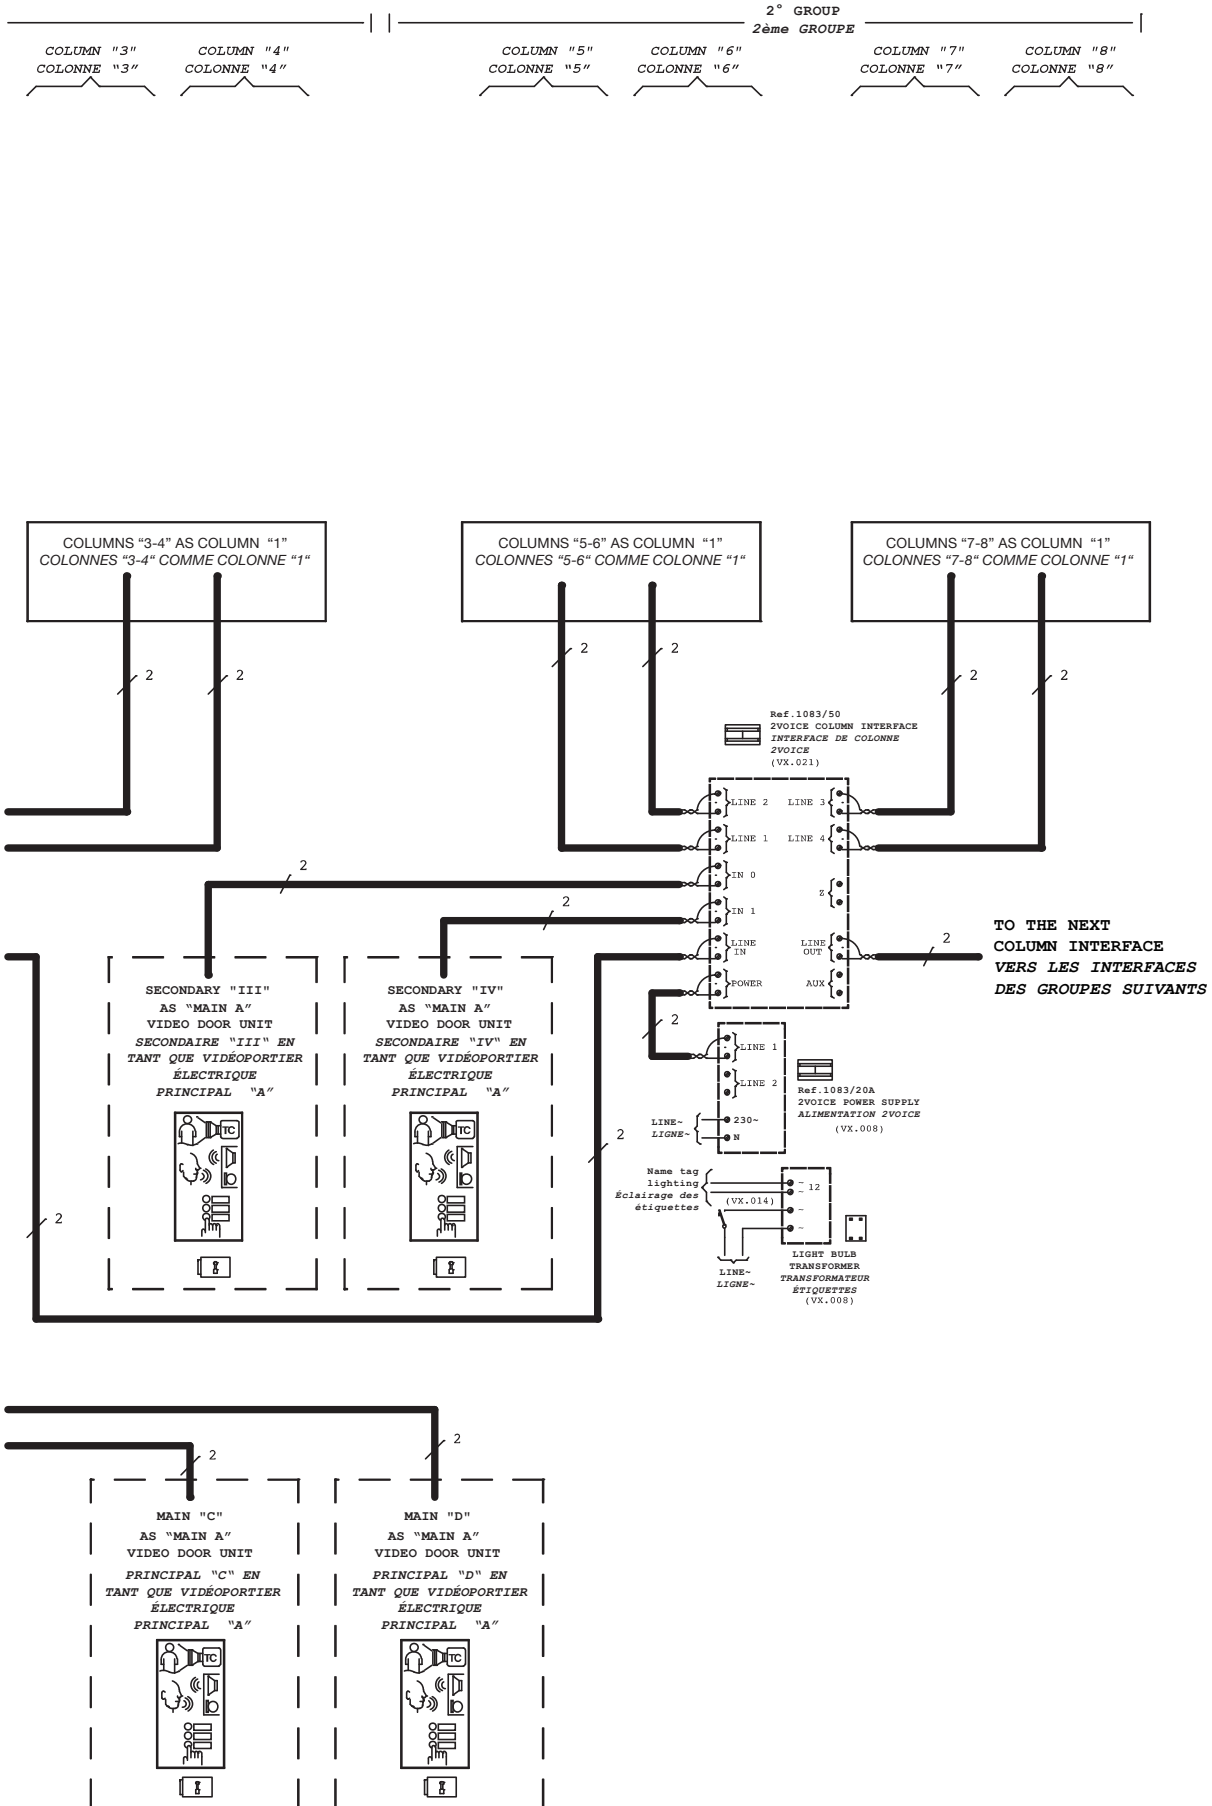 2° GROUP
2ème GROUPE
COLUMN "3"
COLONNE “3”
COLUMN "4"
COLONNE “4”
COLUMN "5"
COLONNE “5”
COLUMN "6"
COLONNE “6”
COLUMN "7"
COLONNE “7”
COLUMN "8"
COLONNE “8”
COLUMNS “3-4” AS COLUMN “1”
COLONNES “3-4“ COMME COLONNE “1“
COLUMNS “5-6” AS COLUMN “1”
COLONNES “5-6“ COMME COLONNE “1“
COLUMNS “7-8” AS COLUMN “1”
COLONNES “7-8“ COMME COLONNE “1“
2
2
2
2
2
2
Ref.1083/50
2VOICE COLUMN INTERFACE
INTERFACE DE COLONNE
2VOICE
(VX.021)
LINE 2
LINE 3
LINE 1
LINE 4
IN 0
Z
IN 1
LINE
IN
LINE
OUT
POWER
AUX
2
2
2
TO THE NEXT
COLUMN INTERFACE
VERS LES INTERFACES
DES GROUPES SUIVANTS
SECONDARY "III"
AS “MAIN A”
VIDEO DOOR UNIT
SECONDAIRE “III“ EN
TANT QUE VIDÉOPORTIER
ÉLECTRIQUE
PRINCIPAL “A”
TC
SECONDARY "IV"
AS “MAIN A”
VIDEO DOOR UNIT
SECONDAIRE “IV“ EN
TANT QUE VIDÉOPORTIER
ÉLECTRIQUE
PRINCIPAL “A”
TC
2
LINE 1
LINE 2
230~
N
LINE~
LIGNE~
Ref.1083/20A
2VOICE POWER SUPPLY
ALIMENTATION 2VOICE
(VX.008)
2
2
Name tag
lighting
Éclairage des
étiquettes
(VX.014)
~ 12
~
~
~
LINE~
LIGNE~
LIGHT BULB
TRANSFORMER
TRANSFORMATEUR
ÉTIQUETTES
(VX.008)
2
2
MAIN "C"
AS “MAIN A”
VIDEO DOOR UNIT
PRINCIPAL “C“ EN
TANT QUE VIDÉOPORTIER
ÉLECTRIQUE
PRINCIPAL “A”
TC
MAIN "D"
AS “MAIN A”
VIDEO DOOR UNIT
PRINCIPAL “D“ EN
TANT QUE VIDÉOPORTIER
ÉLECTRIQUE
PRINCIPAL “A”
TC